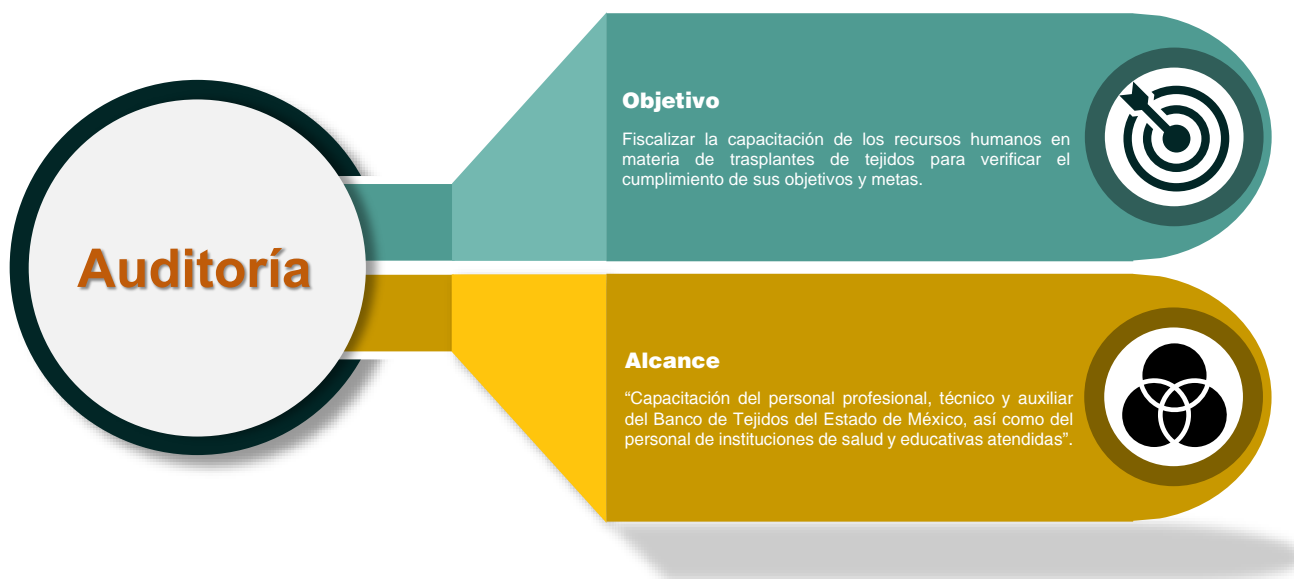 Auditoría
Objetivo
Fiscalizar la capacitación de los recursos humanos en
materia de trasplantes de tejidos para verificar el
cumplimiento de sus objetivos y metas.
Alcance
“Capacitación del personal profesional, técnico y auxiliar
del Banco de Tejidos del Estado de México, así como del
personal de instituciones de salud y educativas atendidas”.